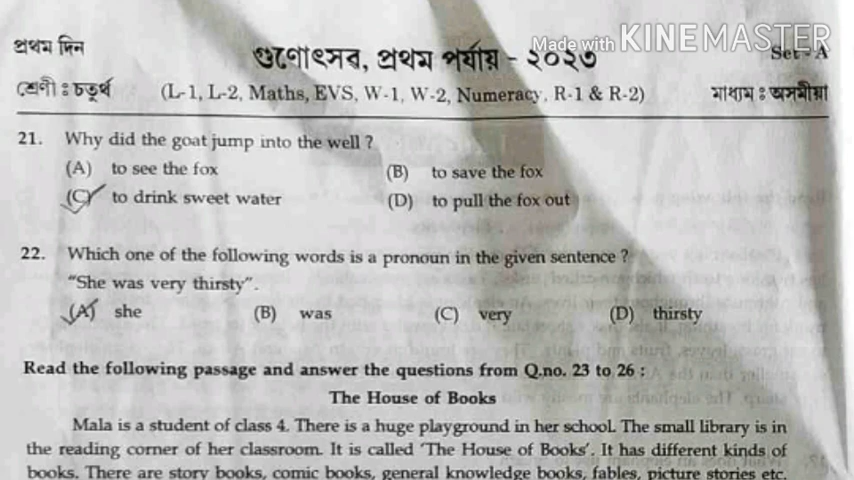 Made with KINEMASTER
প্ৰথম দিন গুণোৎসৱ, প্ৰথম পৰ্যায় - ২০২৩ Set - A
শ্ৰেণী : চতুৰ্থ (L-1, L-2, Maths, EVS, W-1, W-2, Numeracy, R-1 & R-2) মাধ্যম : অসমীয়া
21. Why did the goat jump into the well ?
(A) to see the fox (B) to save the fox
(C) to drink sweet water (D) to pull the fox out
22. Which one of the following words is a pronoun in the given sentence ?
"She was very thirsty".
(A) she (B) was (C) very (D) thirsty
Read the following passage and answer the questions from Q.no. 23 to 26 :
The House of Books
Mala is a student of class 4. There is a huge playground in her school. The small library is in
the reading corner of her classroom. It is called 'The House of Books'. It has different kinds of
books. There are story books, comic books, general knowledge books, fables, picture stories etc.